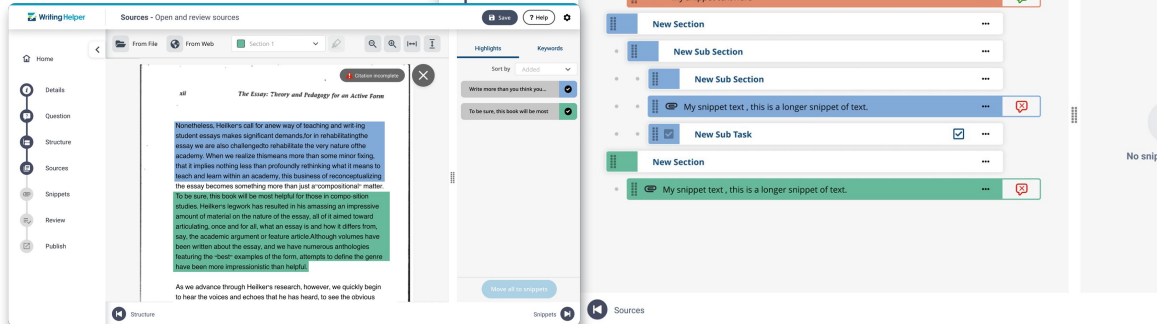 Writing Helper
Sources - Open and review sources
Save
? Help
Home
Details
Question
Structure
Sources
Snippets
Review
Publish
From File
From Web
Section 1
Citation incomplete
all
The Essay: Theory and Pedagogy for an Active Form
Nonetheless, Heilker's call for anew way of teaching and writ-ing
student essays makes significant demands,for in rehabilitatingthe
essay we are also challengedto rehabilitate the very nature ofthe
academy. When we realize thismeans more than some minor fixing,
that it implies nothing less than profoundly rethinking what it means to
teach and learn within an academy, this business of reconceptualizing
the essay becomes something more than just a"compositional" matter.
To be sure, this book will be most helpful for those in compo-sition
studies. Heilker's legwork has resulted in his amassing an impressive
amount of material on the nature of the essay, all of it aimed toward
articulating, once and for all, what an essay is and how it differs from,
say, the academic argument or feature article.Although volumes have
been written about the essay, and we have numerous anthologies
featuring the "best" examples of the form, attempts to define the genre
have been more impressionistic than helpful.
As we advance through Heilker's research, however, we quickly begin
to hear the voices and echoes that he has heard, to see the obvious
Highlights
Keywords
Sort by
Added
Write more than you think you...
To be sure, this book will be most
Move all to snippets
Structure
Snippets
New Section
New Sub Section
New Sub Section
My snippet text , this is a longer snippet of text.
New Sub Task
New Section
My snippet text , this is a longer snippet of text.
Sources
No snip